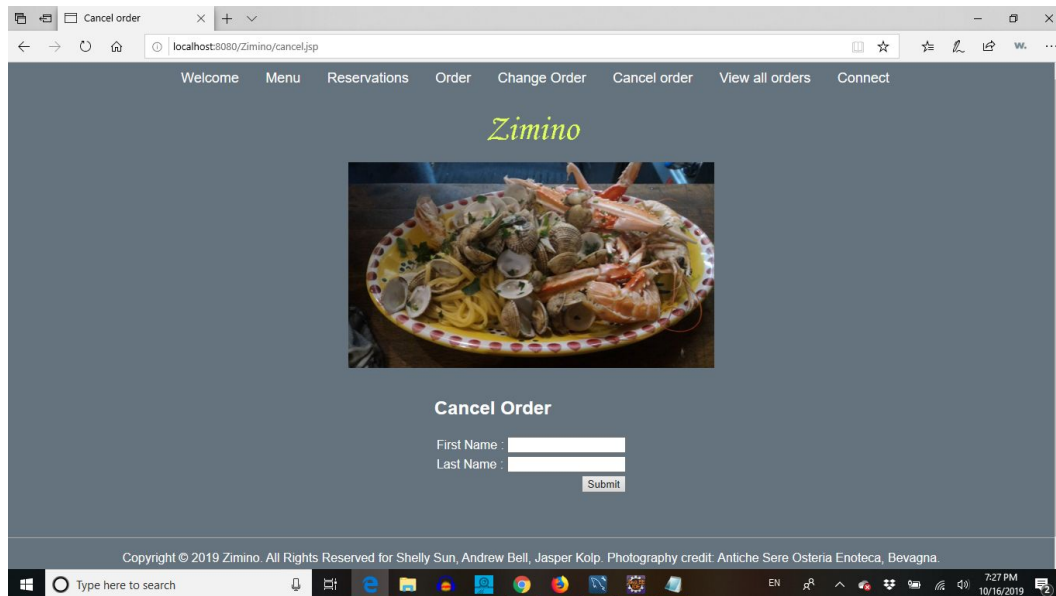 Cancel order
localhost:8080/Zimino/cancel.jsp
W.
Welcome Menu Reservations Order Change Order Cancel order View all orders Connect
Zimino
Cancel Order
First Name :
Last Name :
Submit
Copyright © 2019 Zimino. All Rights Reserved for Shelly Sun, Andrew Bell, Jasper Kolp. Photography credit: Antiche Sere Osteria Enoteca, Bevagna.
Type here to search
EN
7:27 PM
10/16/2019
2